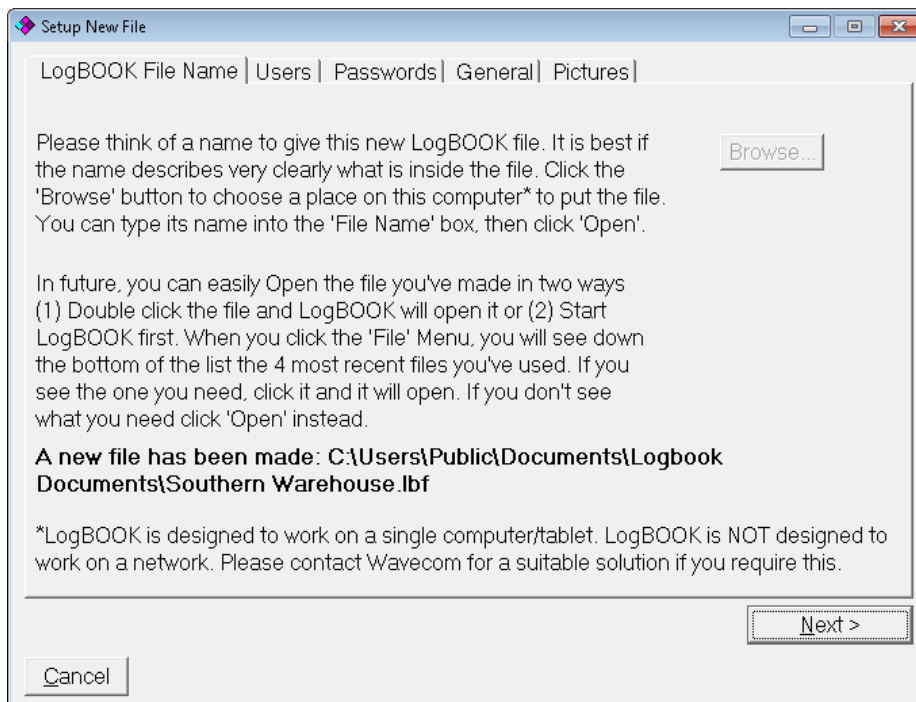 Setup New File
LogBOOK File Name
Users
Passwords
General
Pictures
Please think of a name to give this new LogBOOK file. It is best if
the name describes very clearly what is inside the file. Click the
'Browse' button to choose a place on this computer* to put the file.
You can type its name into the 'File Name' box, then click 'Open'.
Browse...
In future, you can easily Open the file you've made in two ways
(1) Double click the file and LogBOOK will open it or (2) Start
LogBOOK first. When you click the 'File' Menu, you will see down
the bottom of the list the 4 most recent files you've used. If you
see the one you need, click it and it will open. If you don't see
what you need click 'Open' instead.
A new file has been made: C:\Users\Public\Documents\Logbook
Documents\Southern Warehouse.lbf
*LogBOOK is designed to work on a single computer/tablet. LogBOOK is NOT designed to
work on a network. Please contact Wavecom for a suitable solution if you require this.
Next >
Cancel